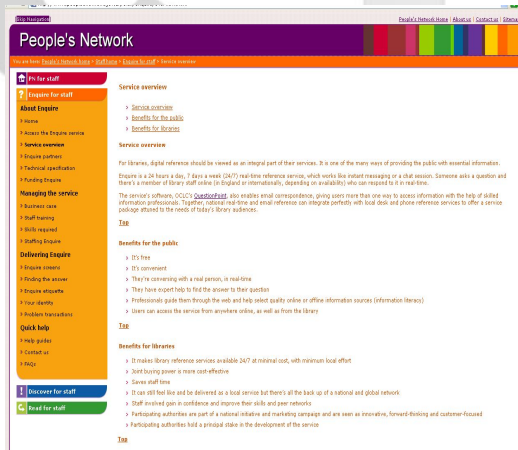 Skip Navigation
People's Network Home | About us | Contact us | Sitemap
People's Network
You are here: People's Network home > Staff home > Enquire for staff > Service overview
PN for staff
Enquire for staff
About Enquire
Home
Access the Enquire service
Service overview
Enquire partners
Technical specification
Funding Enquire
Managing the service
Business case
Staff training
Skills required
Staffing Enquire
Delivering Enquire
Enquire screens
Finding the answer
Enquire etiquette
Your identity
Problem transactions
Quick help
Help guides
Contact us
FAQs
Discover for staff
Read for staff
Service overview
Service overview
Benefits for the public
Benefits for libraries
Service overview
For libraries, digital reference should be viewed as an integral part of their services. It is one of the many ways of providing the public with essential information.
Enquire is a 24 hours a day, 7 days a week (24/7) real-time reference service, which works like instant messaging or a chat session. Someone asks a question and
there's a member of library staff online (in England or internationally, depending on availability) who can respond to it in real-time.
The service's software, OCLC's QuestionPoint, also enables email correspondence, giving users more than one way to access information with the help of skilled
information professionals. Together, national real-time and email reference can integrate perfectly with local desk and phone reference services to offer a service
package attuned to the needs of today's library audiences.
Top
Benefits for the public
It's free
It's convenient
They're conversing with a real person, in real-time
They have expert help to find the answer to their question
Professionals guide them through the web and help select quality online or offline information sources (information literacy)
Users can access the service from anywhere online, as well as from the library
Top
Benefits for libraries
It makes library reference services available 24/7 at minimal cost, with minimum local effort
Joint buying power is more cost-effective
Saves staff time
It can still feel like and be delivered as a local service but there's all the back up of a national and global network
Staff involved gain in confidence and improve their skills and peer networks
Participating authorities are part of a national initiative and marketing campaign and are seen as innovative, forward-thinking and customer-focused
Participating authorities hold a principal stake in the development of the service
Top